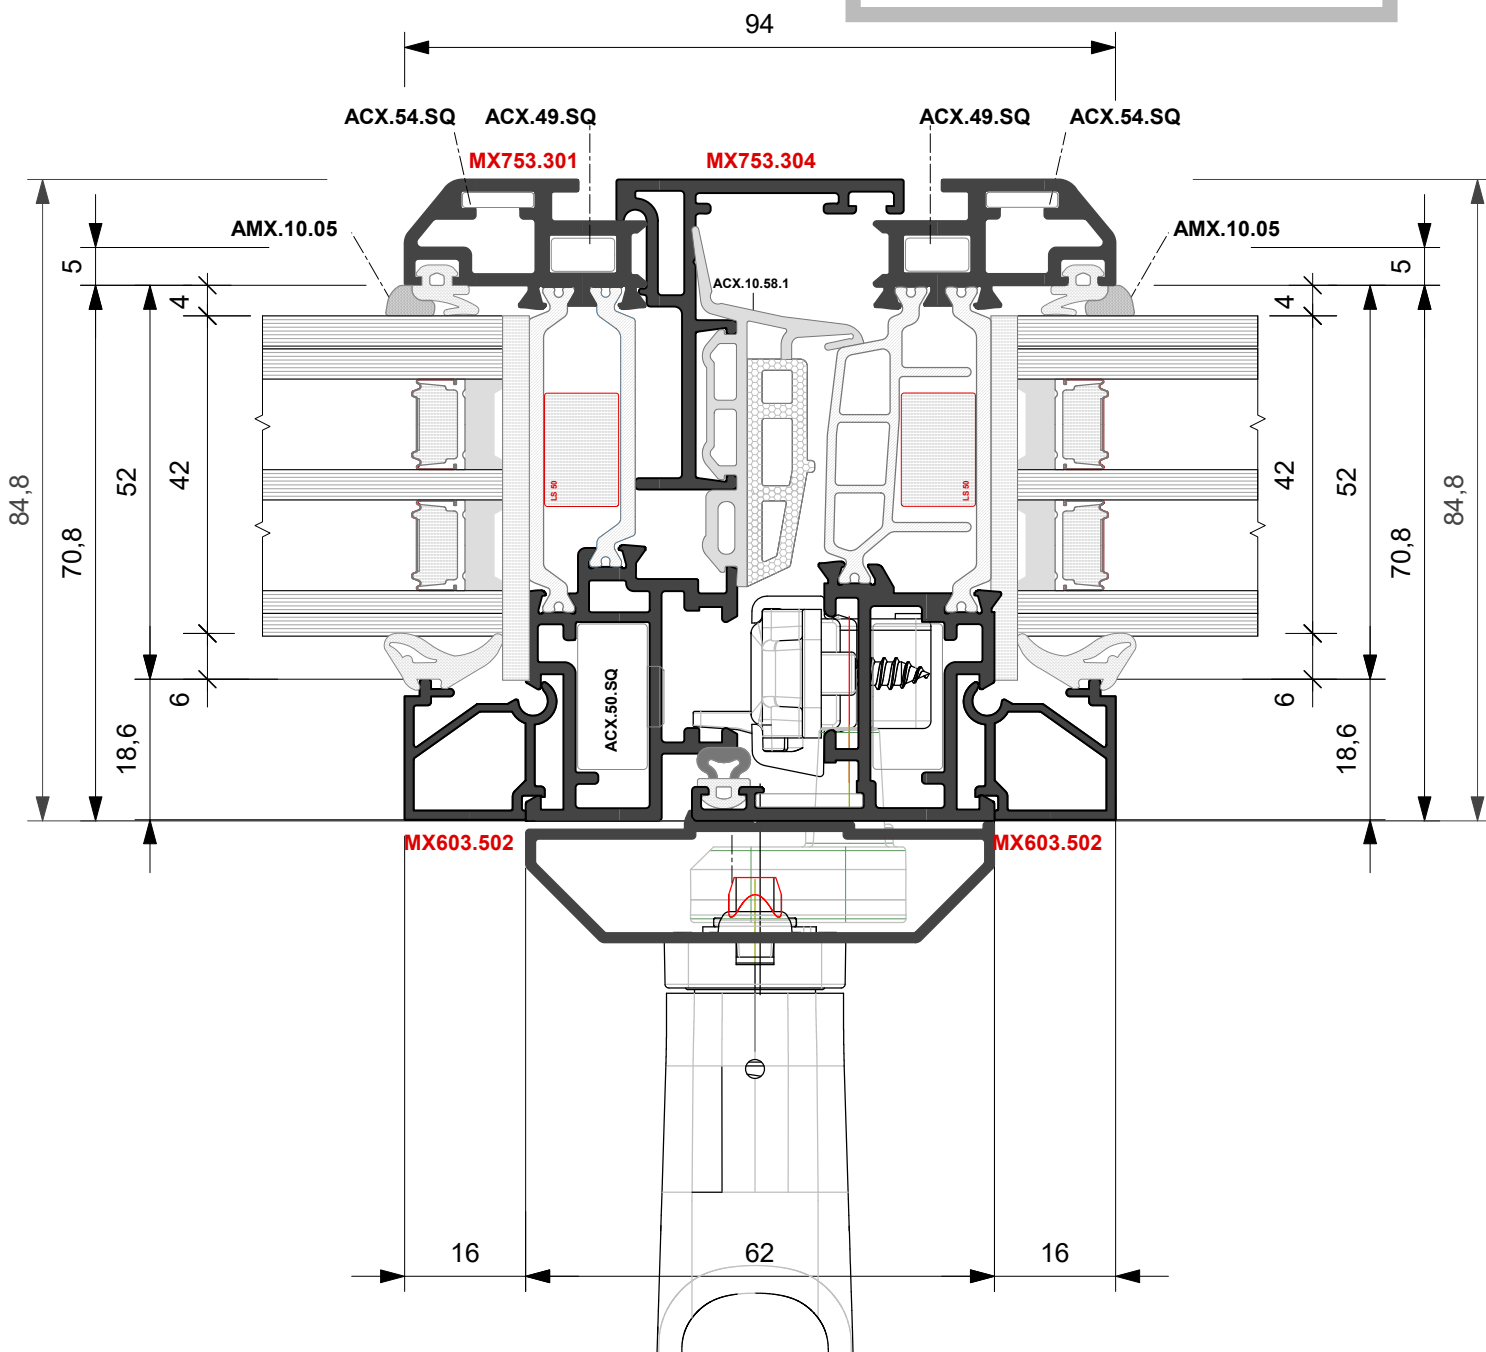 94
ACX.54.SQ ACX.49.SQ ACX.49.SQ ACX.54.SQ
MX753.301 MX753.304
AMX.10.05 AMX.10.05
ACX.10.58.1
5 4 4 5
84,8 70,8 52 42 42 52 70,8 84,8
LS 50 LS 50
ACX.50.SQ
6 6
18,6 18,6
MX603.502 MX603.502
16 62 16